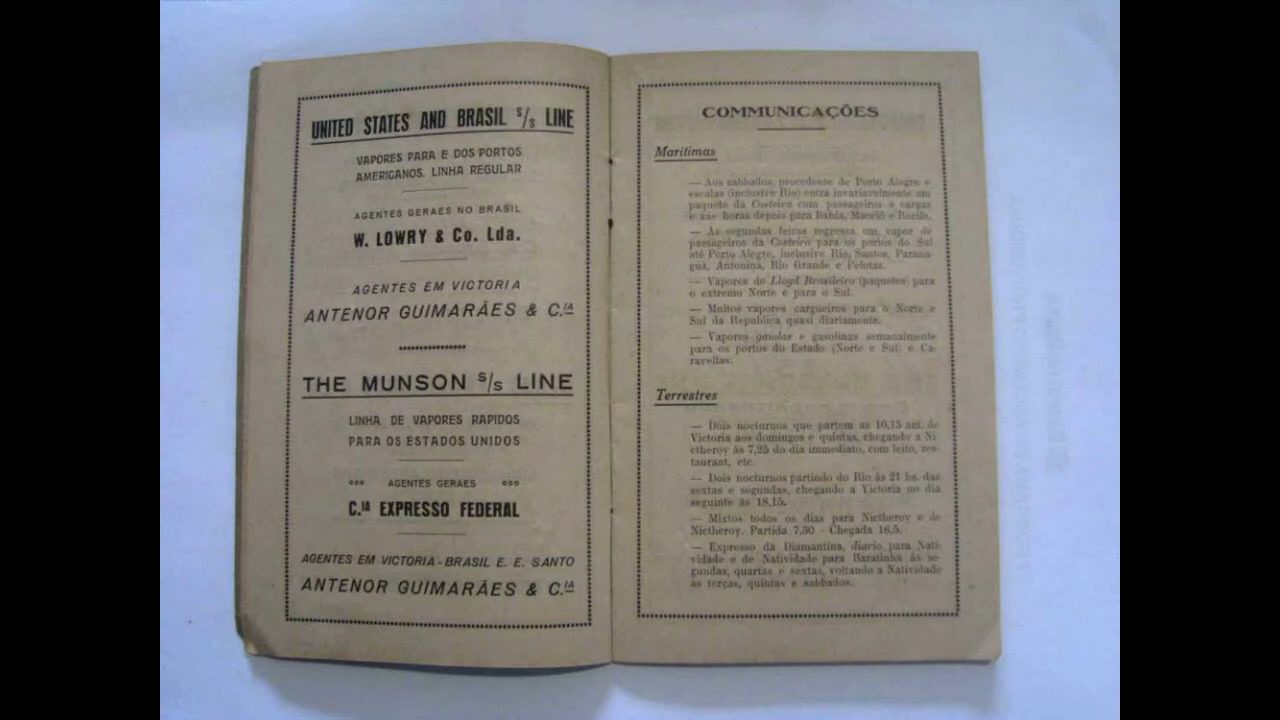 UNITED STATES AND BRASIL S/S LINE
VAPORES PARA E DOS PORTOS
AMERICANOS. LINHA REGULAR
AGENTES GERAES NO BRASIL
W. LOWRY & Co. Lda.
AGENTES EM VICTORIA
ANTENOR GUIMARÃES & C.IA
THE MUNSON S/S LINE
LINHA DE VAPORES RAPIDOS
PARA OS ESTADOS UNIDOS
AGENTES GERAES
C.IA EXPRESSO FEDERAL
AGENTES EM VICTORIA - BRASIL E. E. SANTO
ANTENOR GUIMARÃES & C.IA
COMMUNICAÇÕES
Maritimas
— Aos sabbados, procedente de Porto Alegre e
escalas (inclusive Rio) entra invariavelmente um
paquete da Costeira com passageiros e cargas
e sae horas depois para Bahia, Maceió e Recife.
— As segundas feiras regressa um vapor de
passageiros da Costeira para os portos do Sul
até Porto Alegre, inclusive Rio, Santos, Parana-
guá, Antonina, Rio Grande e Pelotas.
— Vapores do Lloyd Brasileiro (paquetes) para
o extremo Norte e para o Sul.
— Muitos vapores cargueiros para o Norte e
Sul da Republica quasi diariamente.
— Vapores gaiolas e gasolinas semanalmente
para os portos do Estado (Norte e Sul) e Ca-
ravellas.
Terrestres
— Dois nocturnos que partem as 10,15 am. de
Victoria aos domingos e quintas, chegando a Ni-
ctheroy ás 7,25 do dia immediato, com leito, res-
taurant, etc.
— Dois nocturnos partindo do Rio ás 21 hs. das
sextas e segundas, chegando a Victoria no dia
seguinte ás 18,15.
— Mixtos todos os dias para Nictheroy e de
Nictheroy. Partida 7,30 - Chegada 16,5.
— Expresso da Diamantina, diario para Nati-
vidade e de Natividade para Baratinha ás se-
gundas, quartas e sextas, voltando a Natividade
ás terças, quintas e sabbados.